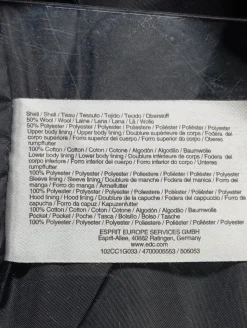 Shell / Shell / Tissu / Tessuto / Tejido / Tecido / Oberstoff
50% Wool / Wool / Laine / Lana / Lana / Lã / Wolle
50% Polyester / Polyester / Polyester / Poliestere / Poliéster / Poliéster / Polyester
Upper body lining / Upper body lining / Doublure supérieure de corps / Fodera del
corpo superiore / Forro superior del cuerpo / Forro superior do corpo / Oberes
rumpffutter
100% Cotton / Cotton / Coton / Cotone / Algodón / Algodão / Baumwolle
Lower body lining / Lower body lining / Doublure inférieure de corps / Fodera del
corpo inferiore / Forro inferior del cuerpo / Forro inferior do corpo / Unteres
rumpffutter
100% Polyester / Polyester / Polyester / Poliestere / Poliéster / Poliéster / Polyester
Sleeve lining / Sleeve lining / Doublure de manche / Fodera del manica / Forro del
manga / Forro da manga / Ärmelfutter
100% Polyester / Polyester / Polyester / Poliestere / Poliéster / Poliéster / Polyester
Hood lining / Hood lining / Doublure de capuche / Fodera del cappuccio / Forro da
capucha / Forro do capuz / Kapuzenfutter
100% Cotton / Cotton / Coton / Cotone / Algodón / Algodão / Baumwolle
Pocket / Pocket / Poche / Tasca / Bolsillo / Bolso / Tasche
100% Polyester / Polyester / Polyester / Poliestere / Poliéster / Poliéster / Polyester
ESPRIT EUROPE SERVICES GMBH
Esprit-Allee, 40882 Ratingen, Germany
www.edc.com
102CC1G033 / 4700005553 / 505053